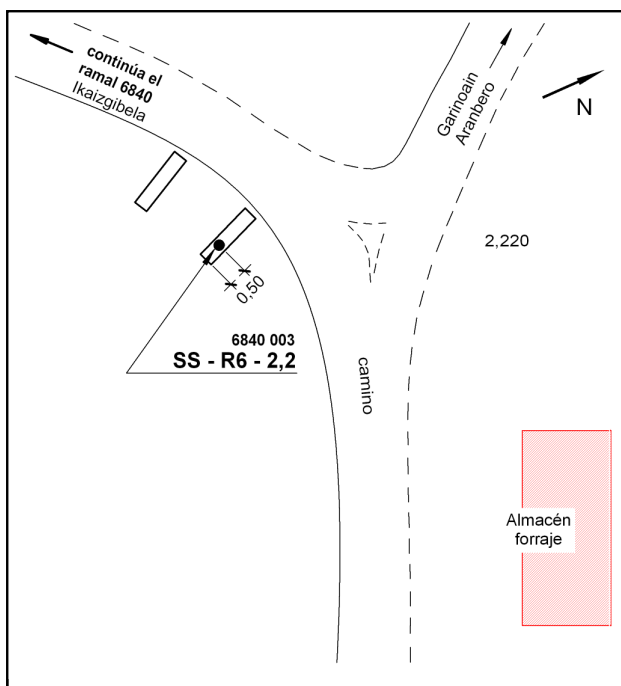 continúa el
ramal 6840
Ikaizgibela
Garinoain
Aranbero
N
2,220
0,50
6840 003
SS - R6 - 2,2
camino
Almacén
forraje